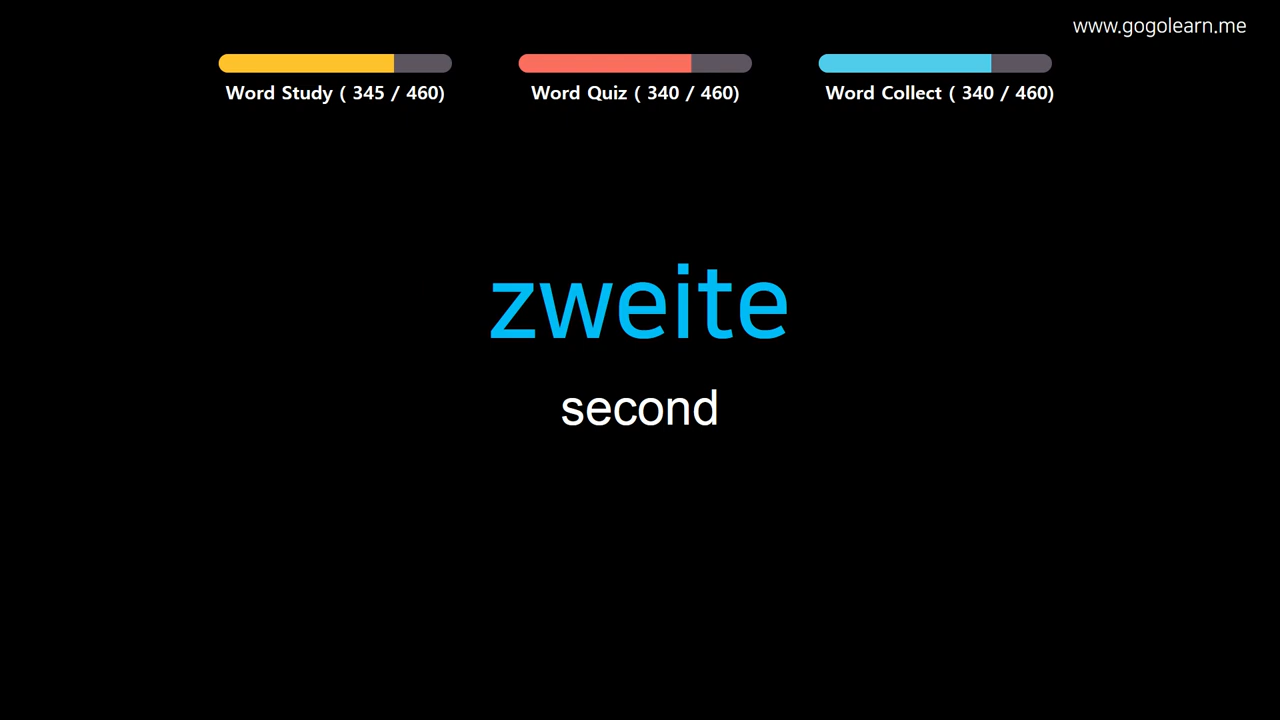 www.gogolearn.me
Word Study ( 345 / 460)
Word Quiz ( 340 / 460)
Word Collect ( 340 / 460)
zweite
second